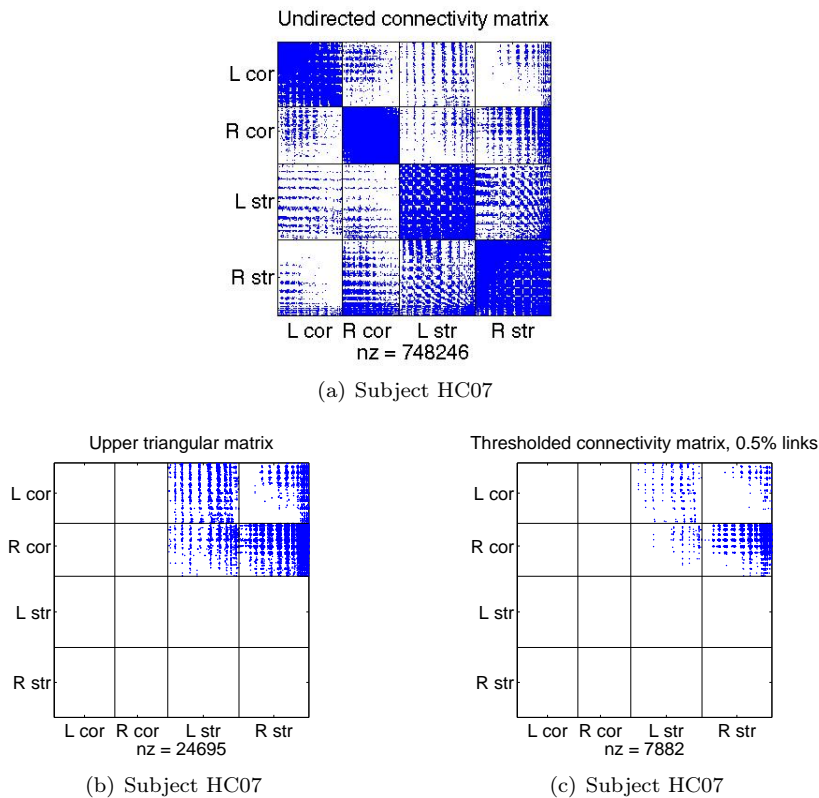 Undirected connectivity matrix
L cor
R cor
L str
R str
L cor R cor L str R str
nz = 748246
(a) Subject HC07
Upper triangular matrix
L cor
R cor
L str
R str
L cor R cor L str R str
nz = 24695
(b) Subject HC07
Thresholded connectivity matrix, 0.5% links
L cor
R cor
L str
R str
L cor R cor L str R str
nz = 7882
(c) Subject HC07